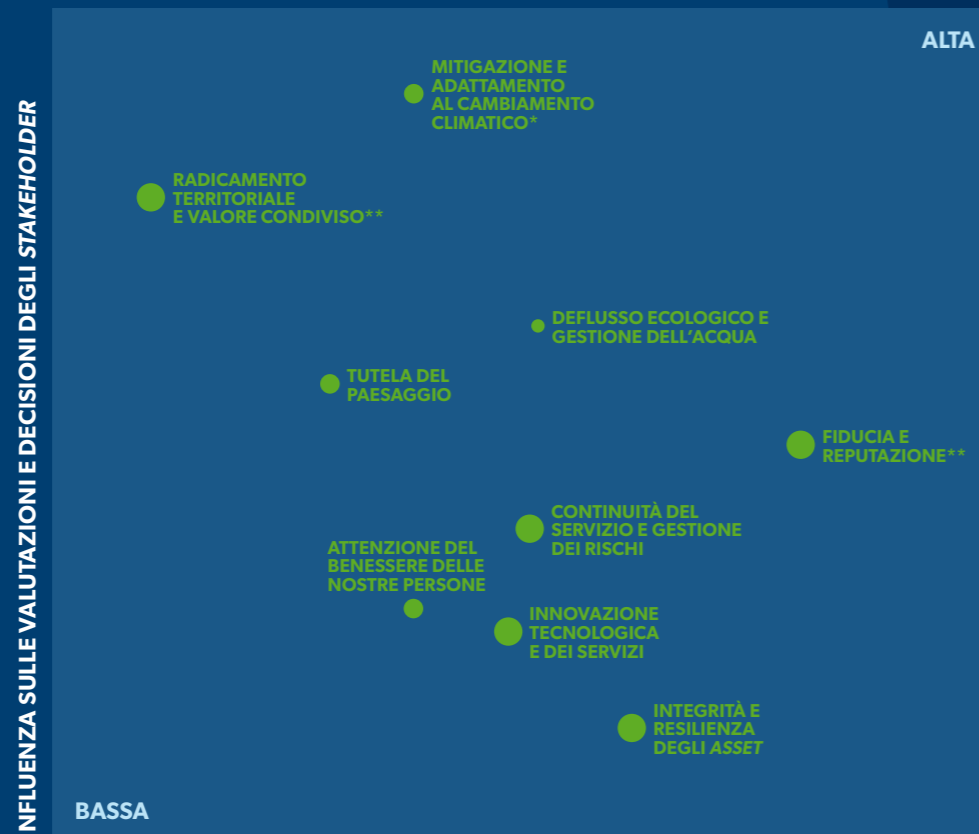 ALTA
MITIGAZIONE E
ADATTAMENTO
AL CAMBIAMENTO
CLIMATICO*
RADICAMENTO
TERRITORIALE
E VALORE CONDIVISO**
DEFLUSSO ECOLOGICO E
GESTIONE DELL’ACQUA
TUTELA DEL
PAESAGGIO
FIDUCIA E
REPUTAZIONE**
CONTINUITÀ DEL
SERVIZIO E GESTIONE
DEI RISCHI
ATTENZIONE DEL
BENESSERE DELLE
NOSTRE PERSONE
INNOVAZIONE
TECNOLOGICA
E DEI SERVIZI
INTEGRITÀ E
RESILIENZA
DEGLI ASSET
BASSA
NFLUENZA SULLE VALUTAZIONI E DECISIONI DEGLI STAKEHOLDER